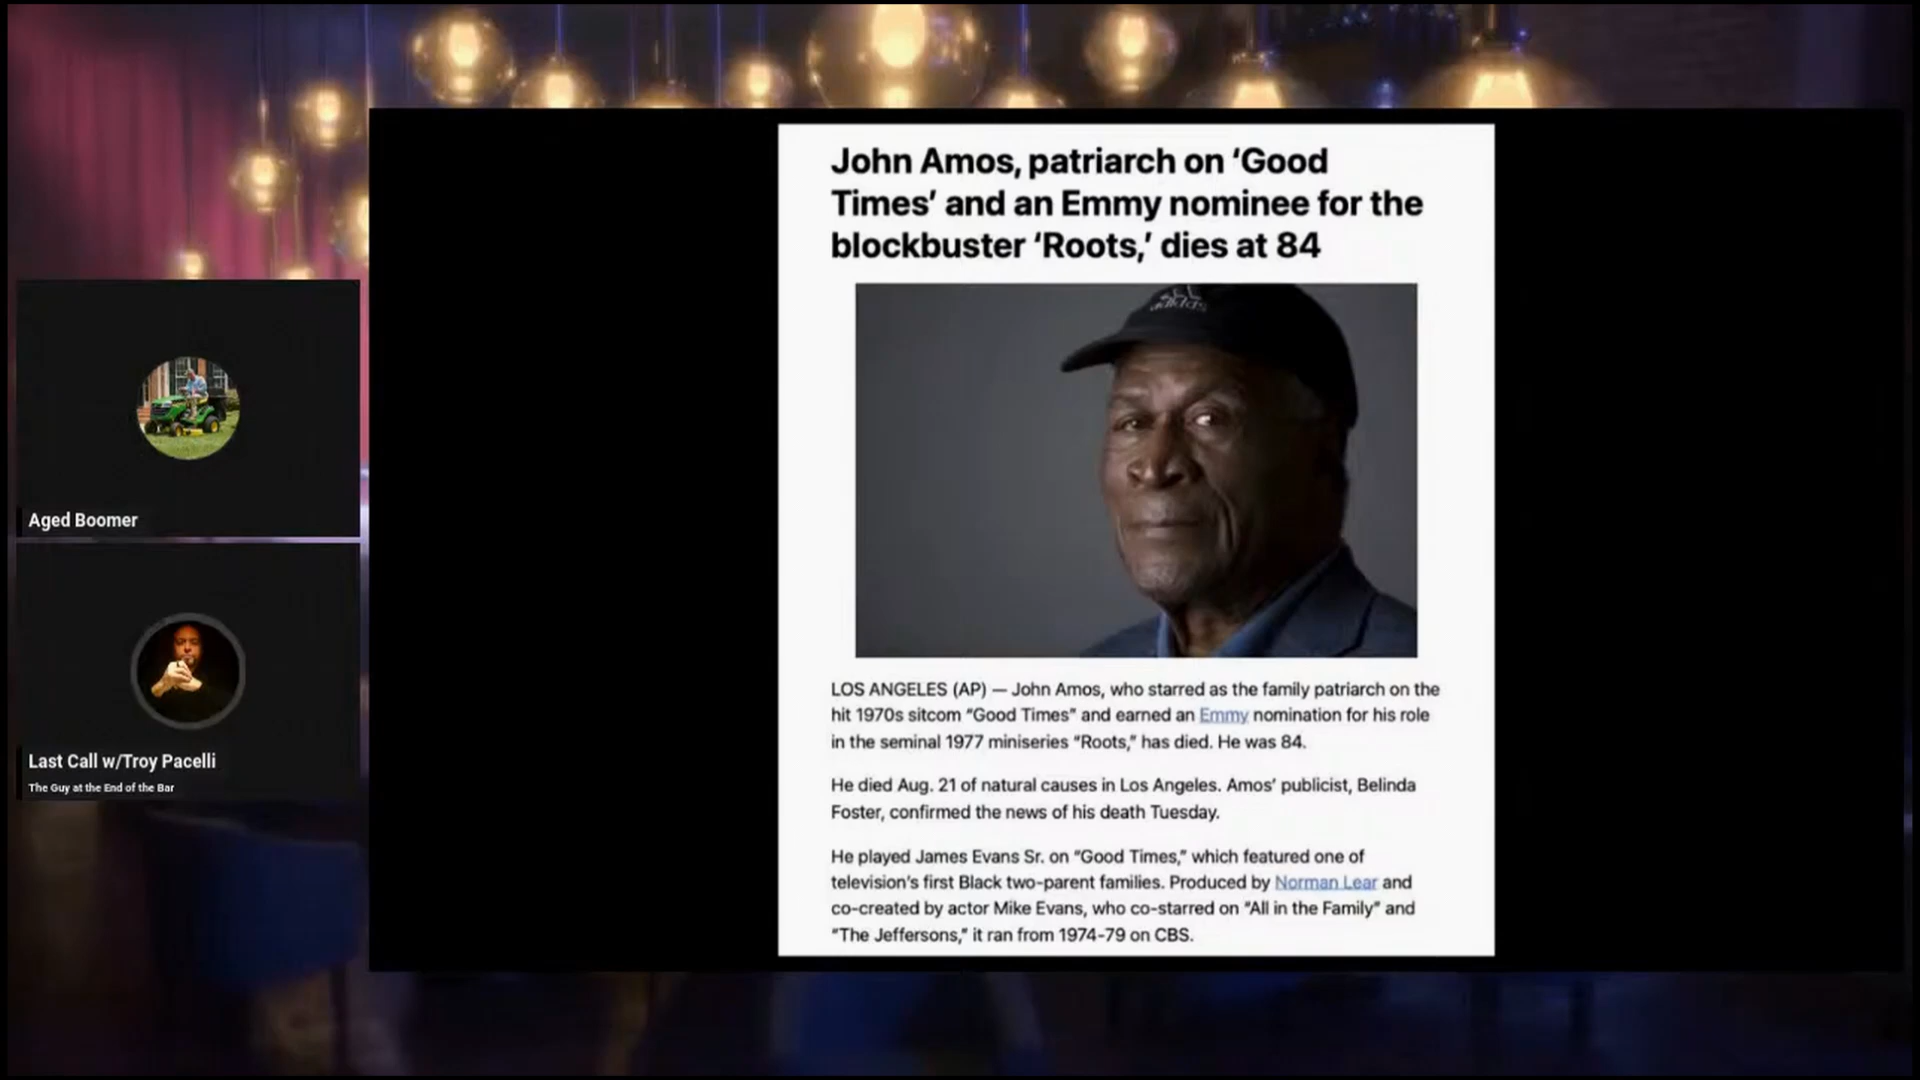 John Amos, patriarch on ‘Good
Times’ and an Emmy nominee for the
blockbuster ‘Roots,’ dies at 84
adidas
LOS ANGELES (AP) — John Amos, who starred as the family patriarch on the
hit 1970s sitcom “Good Times” and earned an Emmy nomination for his role
in the seminal 1977 miniseries “Roots,” has died. He was 84.
He died Aug. 21 of natural causes in Los Angeles. Amos’ publicist, Belinda
Foster, confirmed the news of his death Tuesday.
He played James Evans Sr. on “Good Times,” which featured one of
television’s first Black two-parent families. Produced by Norman Lear and
co-created by actor Mike Evans, who co-starred on “All in the Family” and
“The Jeffersons,” it ran from 1974-79 on CBS.
Aged Boomer
Last Call w/Troy Pacelli
The Guy at the End of the Bar